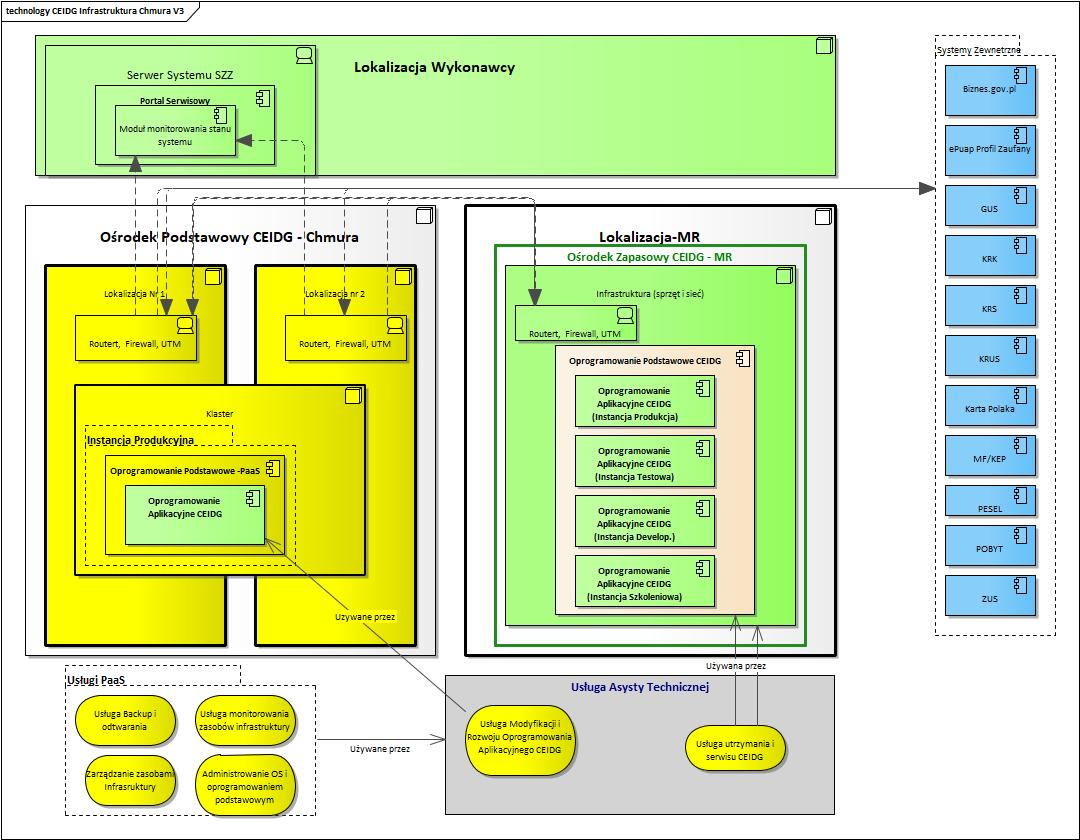 technology CEIDG Infrastruktura Chmura V3
Lokalizacja Wykonawcy
Serwer Systemu SZZ
Portal Serwisowy
Moduł monitorowania stanu
systemu
Systemy Zewnetrzne
Biznes.gov.pl
ePuap Profil Zaufany
GUS
KRK
KRS
KRUS
Karta Polaka
MF/KEP
PESEL
POBYT
ZUS
Ośrodek Podstawowy CEIDG - Chmura
Lokalizacja Nr 1
Routert, Firewall, UTM
Lokalizacja nr 2
Routert, Firewall, UTM
Klaster
Instancja Produkcyjna
Oprogramowanie Podstawowe -PaaS
Oprogramowanie
Aplikacyjne CEIDG
Używane przez
Lokalizacja-MR
Ośrodek Zapasowy CEIDG - MR
Infrastruktura (sprzęt i sieć)
Routert, Firewall, UTM
Oprogramowanie Podstawowe CEIDG
Oprogramowanie
Aplikacyjne CEIDG
(Instancja Produkcja)
Oprogramowanie
Aplikacyjne CEIDG
(Instancja Testowa)
Oprogramowanie
Aplikacyjne CEIDG
(Instancja Develop.)
Oprogramowanie
Aplikacyjne CEIDG
(Instancja Szkoleniowa)
Używana przez
Usługi PaaS
Usługa Backup i
odtwarania
Usługa monitorowania
zasobów infrastruktury
Zarządzanie zasobami
Infrasruktury
Administrowanie OS i
oprogramowaniem
podstawowym
Używane przez
Usługa Asysty Technicznej
Usługa Modyfikacji i
Rozwoju Oprogramowania
Aplikacyjnego CEIDG
Usługa utrzymania i
serwisu CEIDG